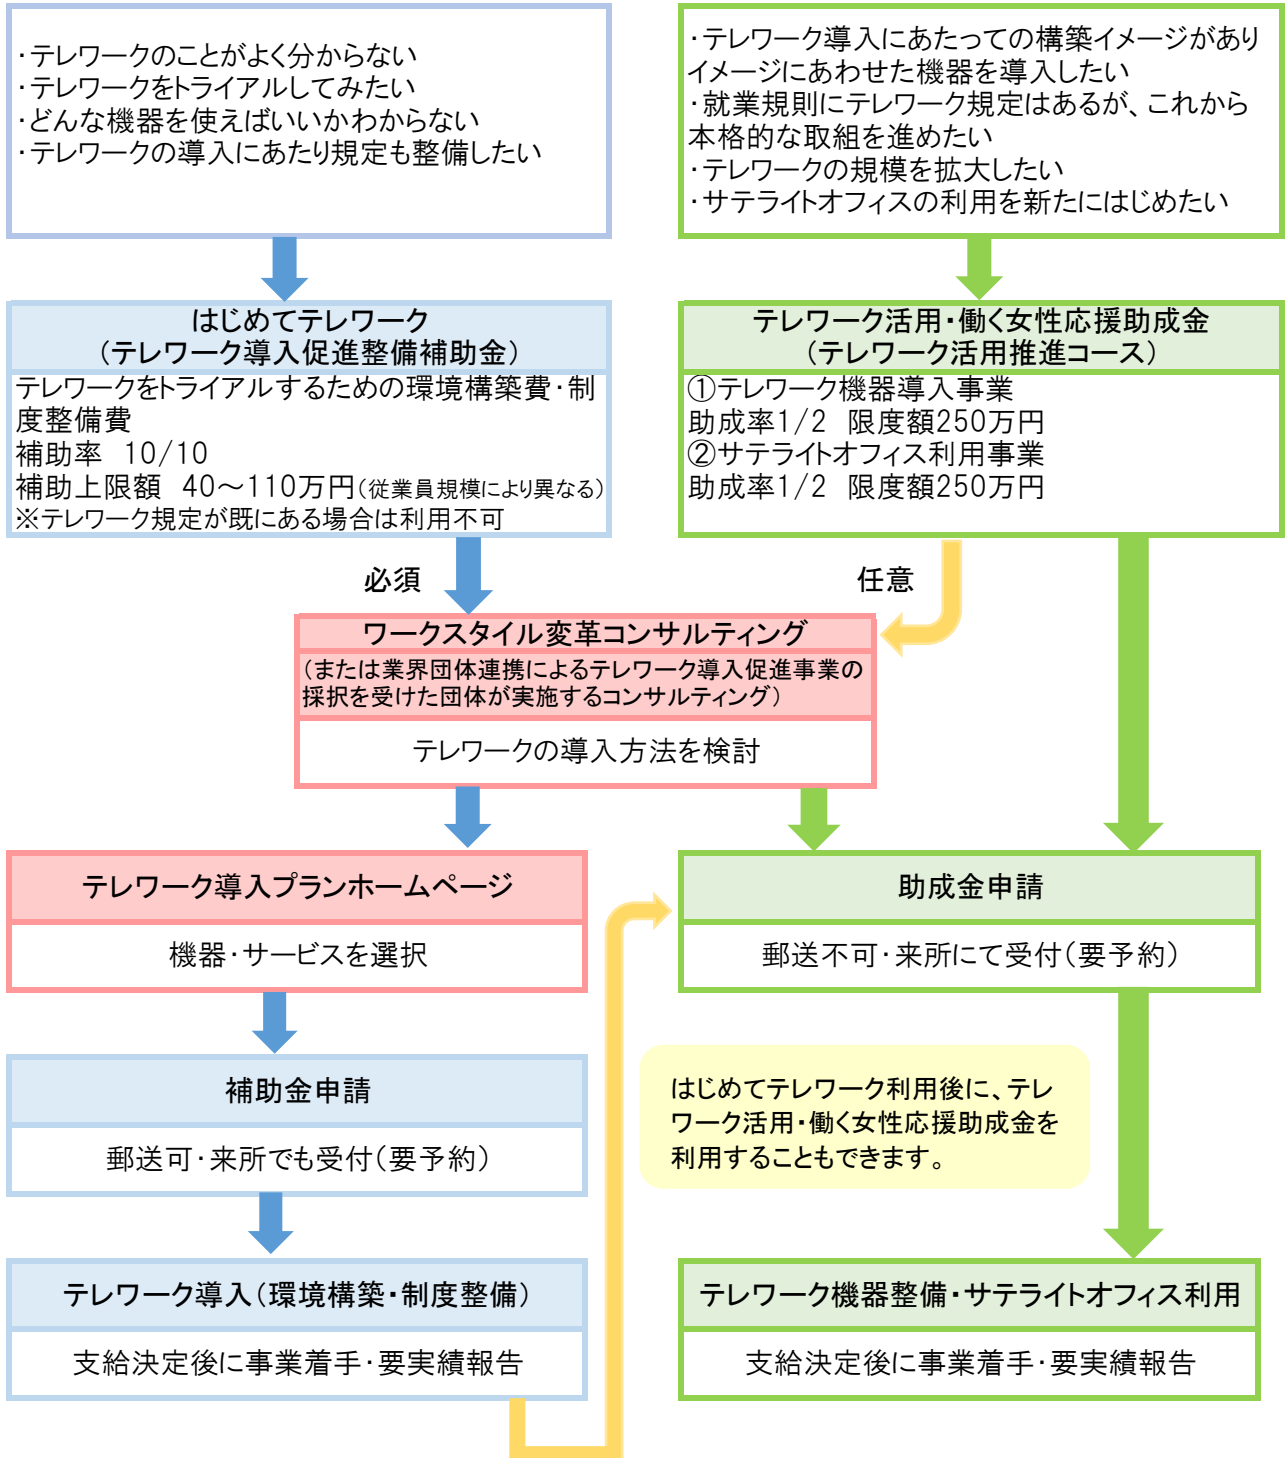 ・テレワークのことがよく分からない
・テレワークをトライアルしてみたい
・どんな機器を使えばいいかわからない
・テレワークの導入にあたり規定も整備したい
・テレワーク導入にあたっての構築イメージがあり
イメージにあわせた機器を導入したい
・就業規則にテレワーク規定はあるが、これから
本格的な取組を進めたい
・テレワークの規模を拡大したい
・サテライトオフィスの利用を新たにはじめたい
はじめてテレワーク
（テレワーク導入促進整備補助金）
テレワークをトライアルするための環境構築費・制
度整備費
補助率　10/10
補助上限額　40～110万円（従業員規模により異なる）
※テレワーク規定が既にある場合は利用不可
テレワーク活用・働く女性応援助成金
（テレワーク活用推進コース）
①テレワーク機器導入事業
助成率1/2　限度額250万円
②サテライトオフィス利用事業
助成率1/2　限度額250万円
必須
任意
ワークスタイル変革コンサルティング
（または業界団体連携によるテレワーク導入促進事業の
採択を受けた団体が実施するコンサルティング）
テレワークの導入方法を検討
テレワーク導入プランホームページ
機器・サービスを選択
助成金申請
郵送不可・来所にて受付（要予約）
補助金申請
郵送可・来所でも受付（要予約）
はじめてテレワーク利用後に、テレ
ワーク活用・働く女性応援助成金を
利用することもできます。
テレワーク導入（環境構築・制度整備）
支給決定後に事業着手・要実績報告
テレワーク機器整備・サテライトオフィス利用
支給決定後に事業着手・要実績報告